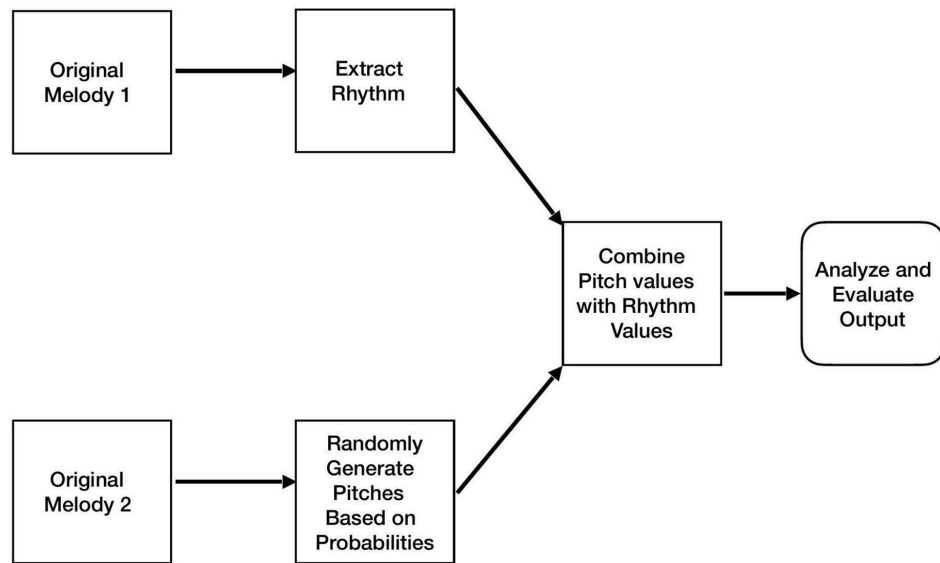 Original
Melody 1
Extract
Rhythm
Combine
Pitch values
with Rhythm
Values
Analyze and
Evaluate
Output
Original
Melody 2
Randomly
Generate
Pitches
Based on
Probabilities